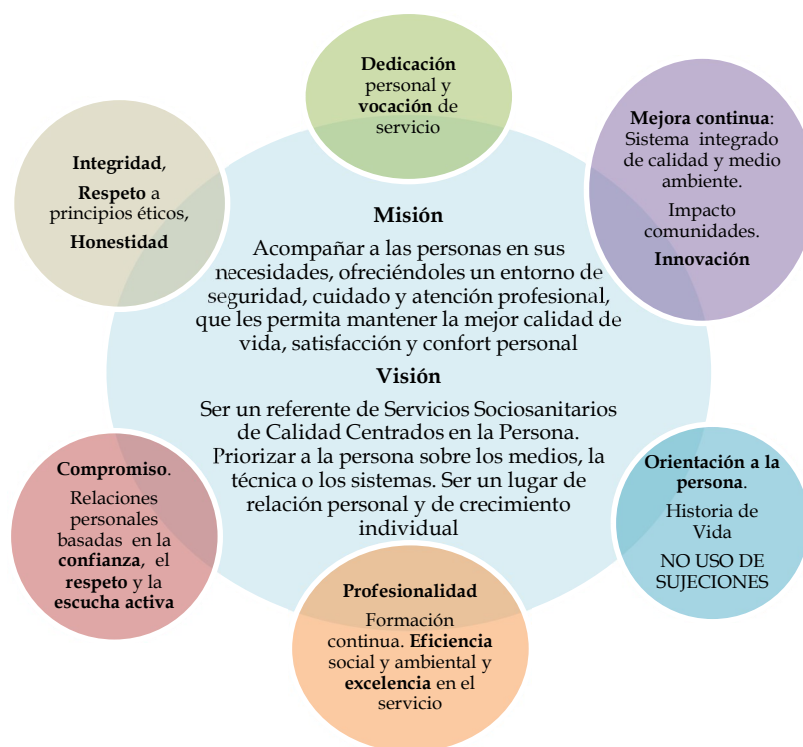 Dedicación
personal y
vocación de
servicio
Mejora continua:
Sistema integrado
de calidad y medio
ambiente.
Impacto
comunidades.
Innovación
Integridad,
Respeto a
principios éticos,
Honestidad
Misión
Acompañar a las personas en sus
necesidades, ofreciéndoles un entorno de
seguridad, cuidado y atención profesional,
que les permita mantener la mejor calidad de
vida, satisfacción y confort personal
Visión
Ser un referente de Servicios Sociosanitarios
de Calidad Centrados en la Persona.
Priorizar a la persona sobre los medios, la
técnica o los sistemas. Ser un lugar de
relación personal y de crecimiento
individual
Compromiso.
Relaciones
personales
basadas en la
confianza, el
respeto y la
escucha activa
Orientación a la
persona.
Historia de
Vida
NO USO DE
SUJECIONES
Profesionalidad
Formación
continua. Eficiencia
social y ambiental y
excelencia en el
servicio